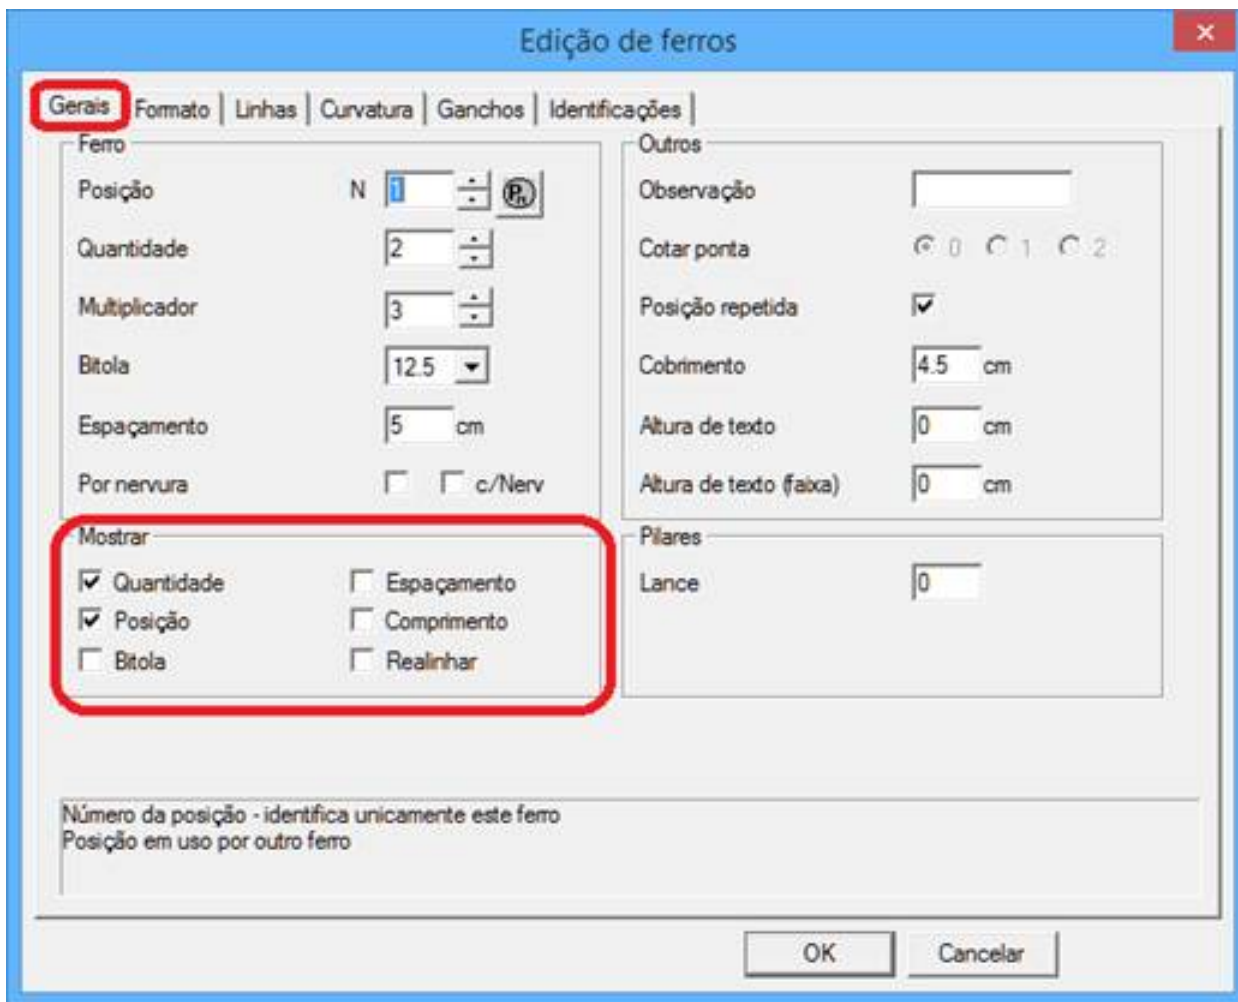 Edição de ferros
Gerais Formato Linhas Curvatura Ganchos Identificações
Ferro
Posição N 1
Quantidade 2
Multiplicador 3
Bitola 12.5
Espaçamento 5 cm
Por nervura c/Nerv
Outros
Observação
Cotar ponta 0 1 2
Posição repetida
Cobrimento 4.5 cm
Altura de texto 0 cm
Altura de texto (faixa) 0 cm
Mostrar
Quantidade Espaçamento
Posição Comprimento
Bitola Realinhar
Pilares
Lance 0
Número da posição - identifica unicamente este ferro
Posição em uso por outro ferro
OK Cancelar